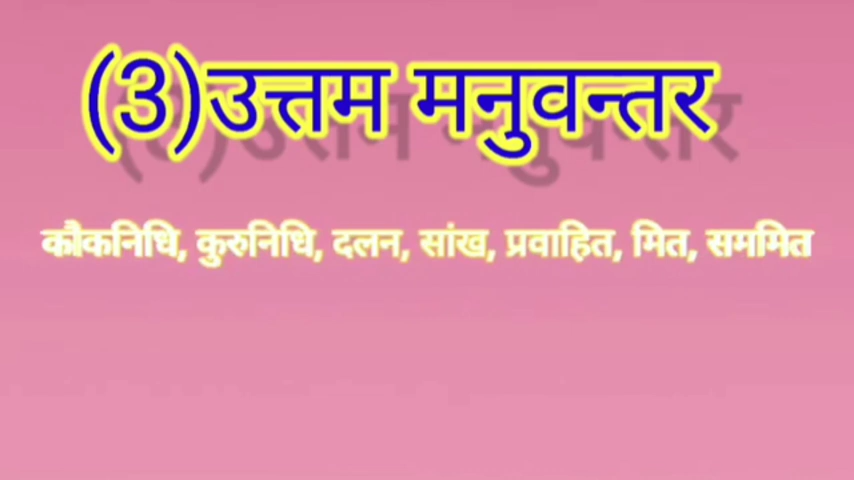 (3)उत्तम मनुवन्तर
कौकनिधि, कुरुनिधि, दलन, सांख, प्रवाहित, मित, सममित